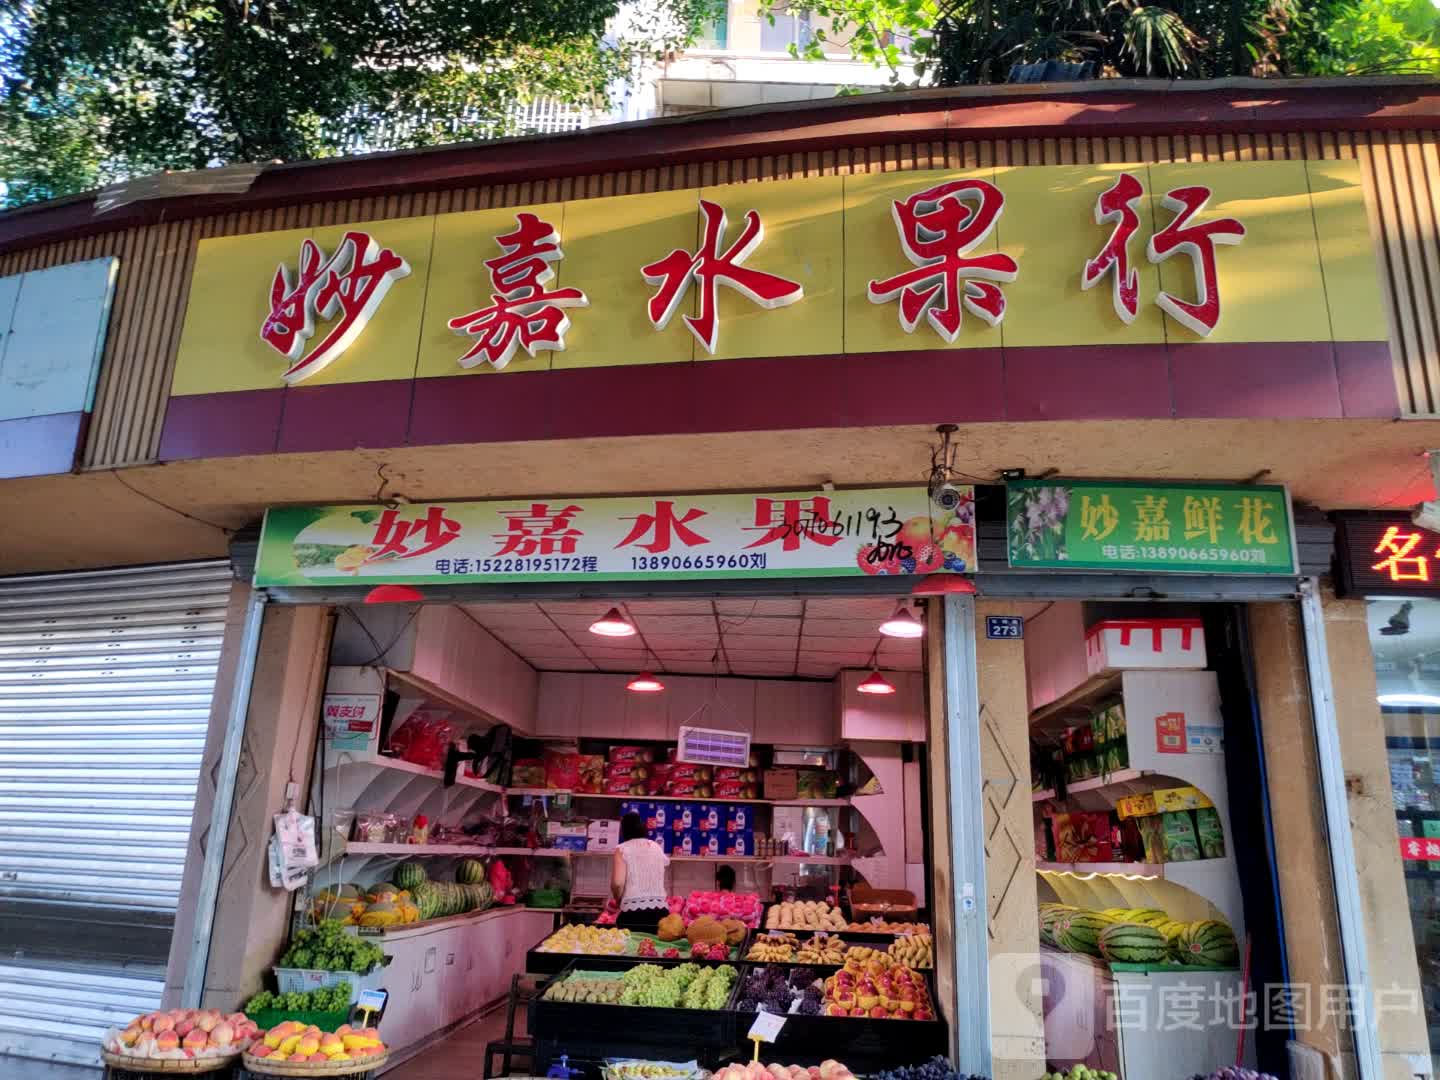 妙嘉水果行
妙嘉水果
电话:15228195172程 13890665960刘
妙嘉鲜花
电话:13890665960刘
273
名
百度地图用户